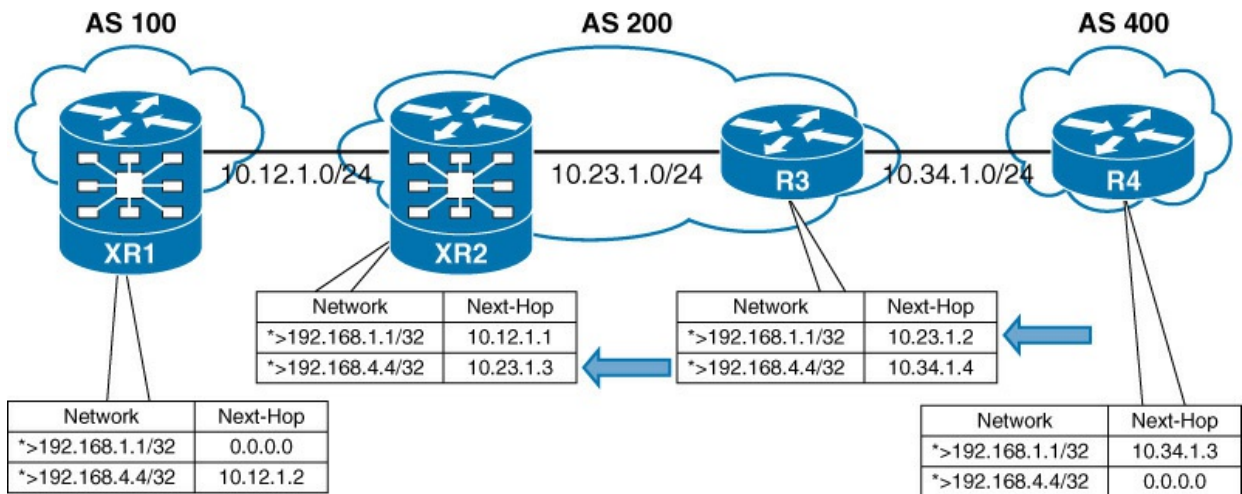 AS 100
AS 200
AS 400
10.12.1.0/24
10.23.1.0/24
10.34.1.0/24
XR1
XR2
R3
R4
Network Next-Hop
*>192.168.1.1/32 10.12.1.1
*>192.168.4.4/32 10.23.1.3
Network Next-Hop
*>192.168.1.1/32 10.23.1.2
*>192.168.4.4/32 10.34.1.4
Network Next-Hop
*>192.168.1.1/32 0.0.0.0
*>192.168.4.4/32 10.12.1.2
Network Next-Hop
*>192.168.1.1/32 10.34.1.3
*>192.168.4.4/32 0.0.0.0